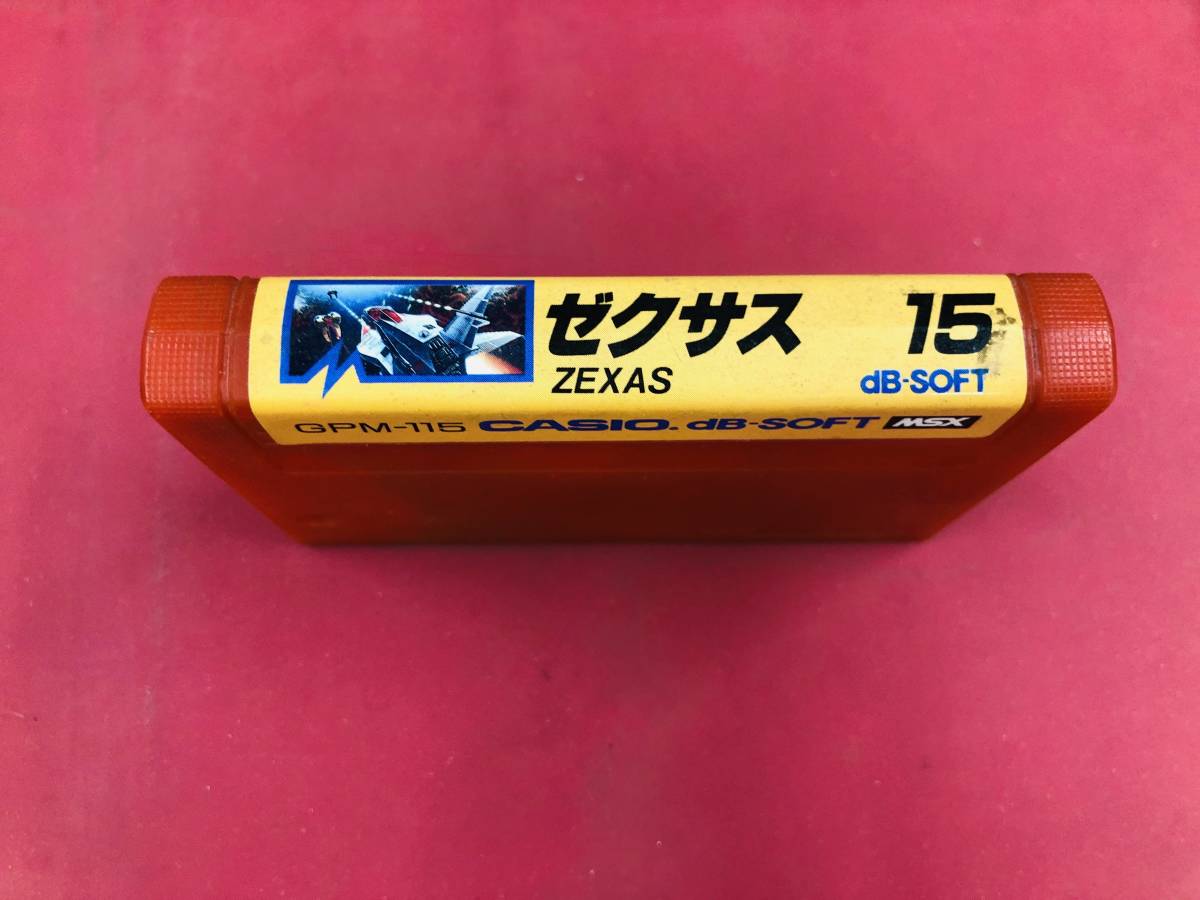 ゼクサス 15
ZEXAS dB-SOFT
GPM-115 CASIO. dB-SOFT MSX